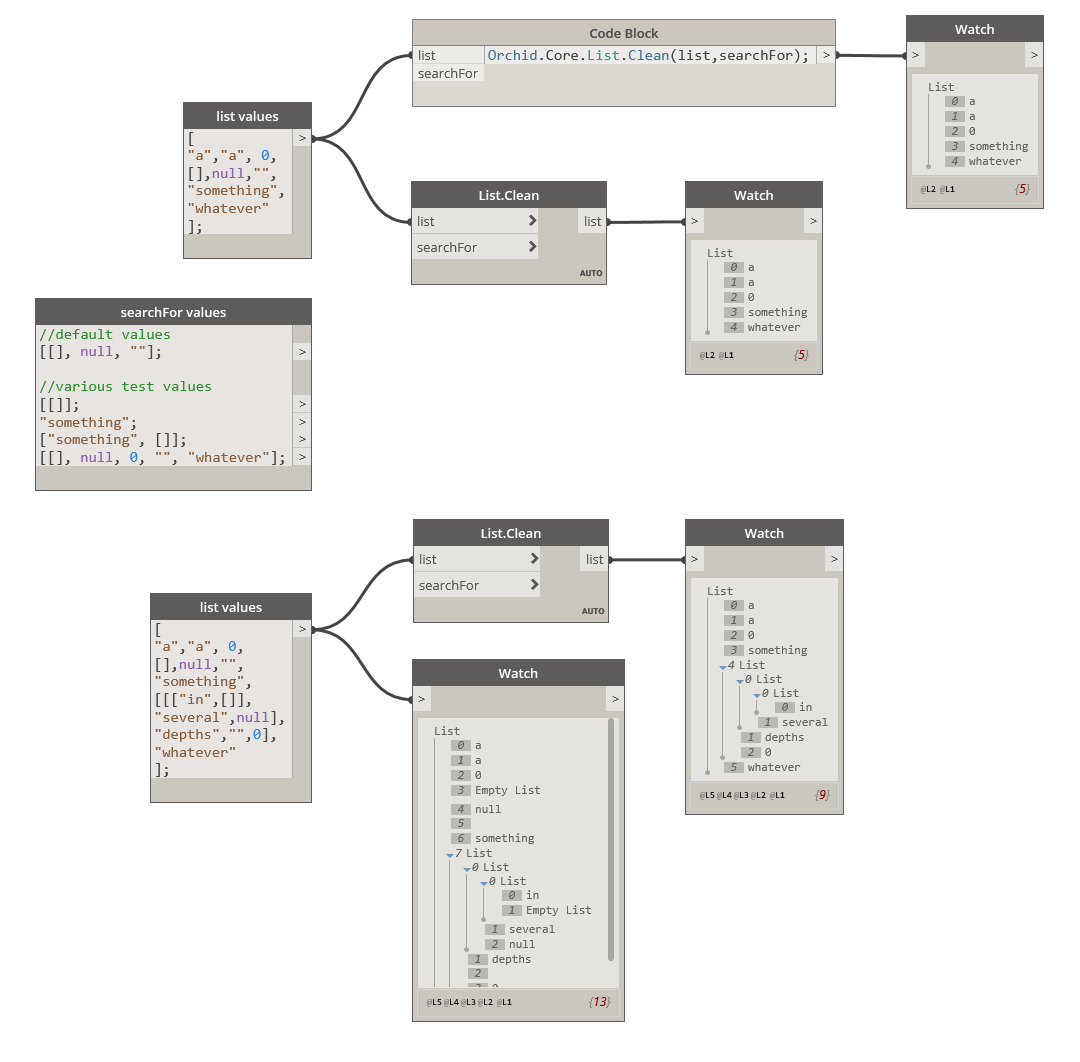 Code Block
list
Orchid.Core.List.Clean(list,searchFor);
>
searchFor
Watch
>
>
List
0 a
1 a
2 0
3 something
4 whatever
@L2 @L1
{5}
list values
[
>
"a","a", 0,
[],null,"",
"something",
"whatever"
];
List.Clean
list
>
list
searchFor
>
AUTO
Watch
>
>
List
0 a
1 a
2 0
3 something
4 whatever
@L2 @L1
{5}
searchFor values
//default values
[[], null, ""];
>
//various test values
[[]];
>
"something";
>
["something", []];
>
[[], null, 0, "", "whatever"];
>
List.Clean
list
>
list
searchFor
>
AUTO
Watch
>
>
List
0 a
1 a
2 0
3 something
4 List
0 List
0 List
0 in
1 several
1 depths
2 0
5 whatever
@L5 @L4 @L3 @L2 @L1
{9}
list values
[
>
"a","a", 0,
[],null,"",
"something",
[[["in",[]],
"several",null],
"depths","",0],
"whatever"
];
Watch
>
>
List
0 a
1 a
2 0
3 Empty List
4 null
5
6 something
7 List
0 List
0 List
0 in
1 Empty List
1 several
2 null
1 depths
2
@L5 @L4 @L3 @L2 @L1
{13}